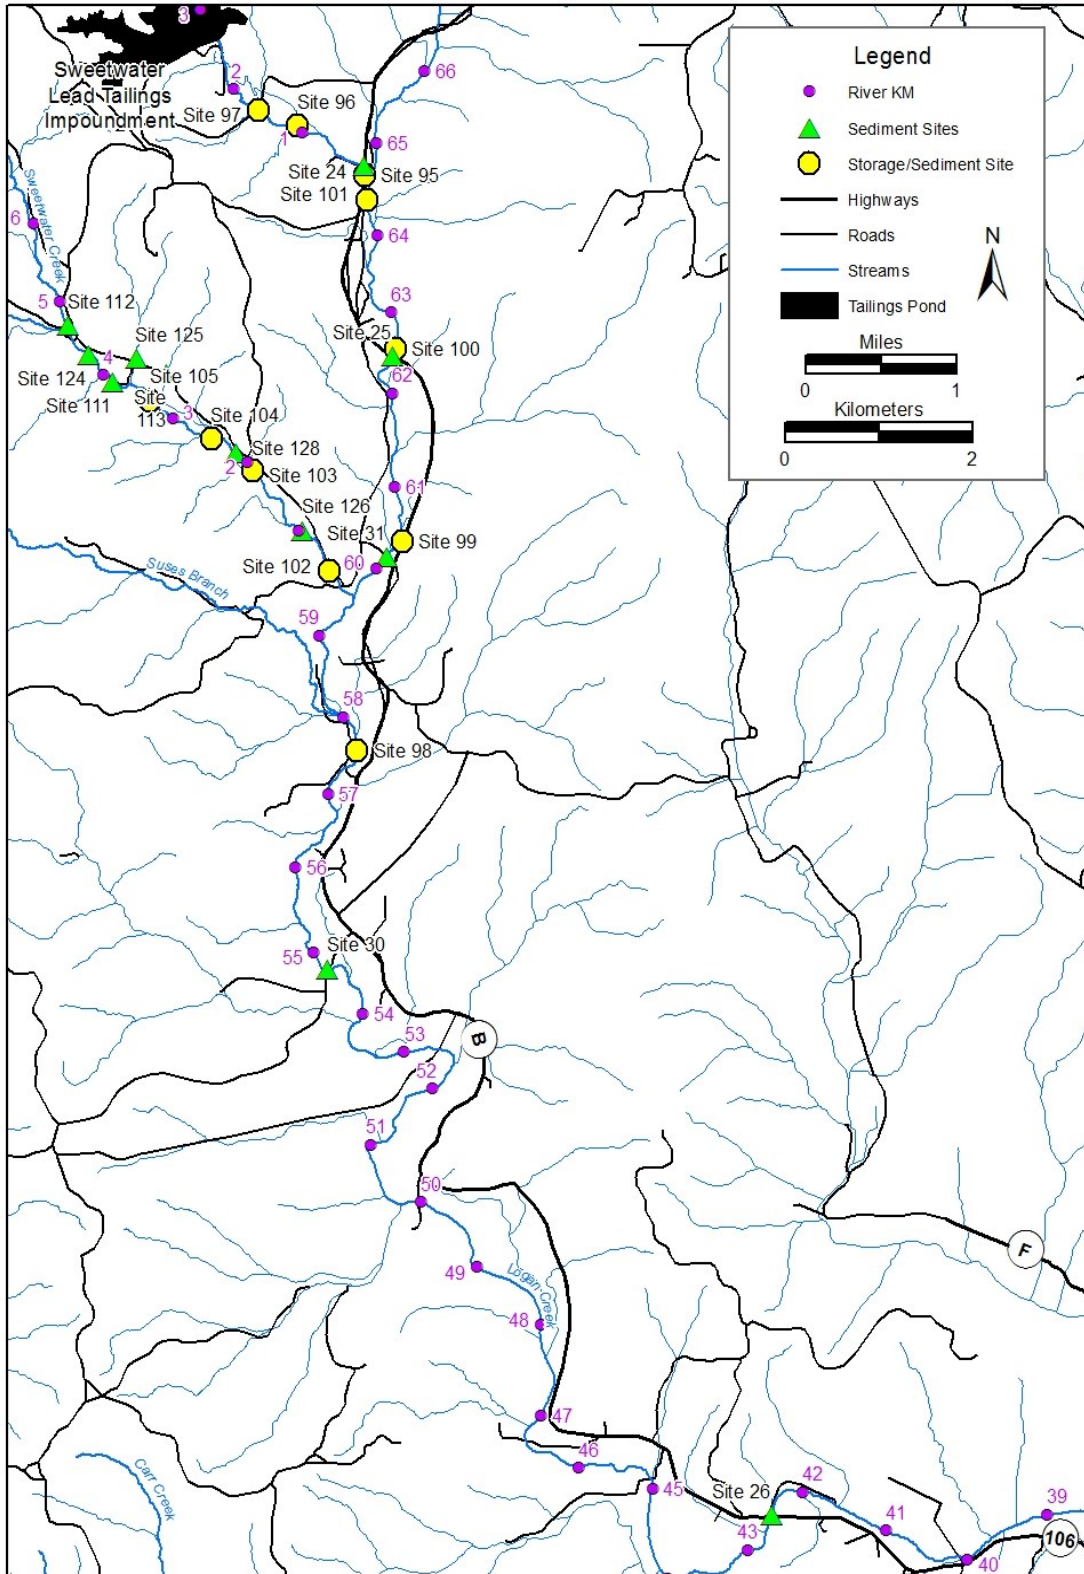 3
Sweetwater
Lead Tailings
Impoundment
2
Site 97
Site 96
1
66
65
Site 24
Site 95
Site 101
64
63
6
Sweetwater Creek
5
Site 112
Site 125
4
Site 124
Site 105
Site 111
Site
113
3
Site 104
Site 128
2
Site 103
Site 126
Site 102
Site 25
Site 100
62
61
Site 31
Site 99
60
Suses Branch
59
58
Site 98
57
56
Site 30
55
54
53
B
52
51
50
49
Logan Creek
48
47
46
45
Site 26
42
43
41
39
40
106
F
Carr Creek
Legend
River KM
Sediment Sites
Storage/Sediment Site
Highways
Roads
Streams
Tailings Pond
N
Miles
0 1
Kilometers
0 2